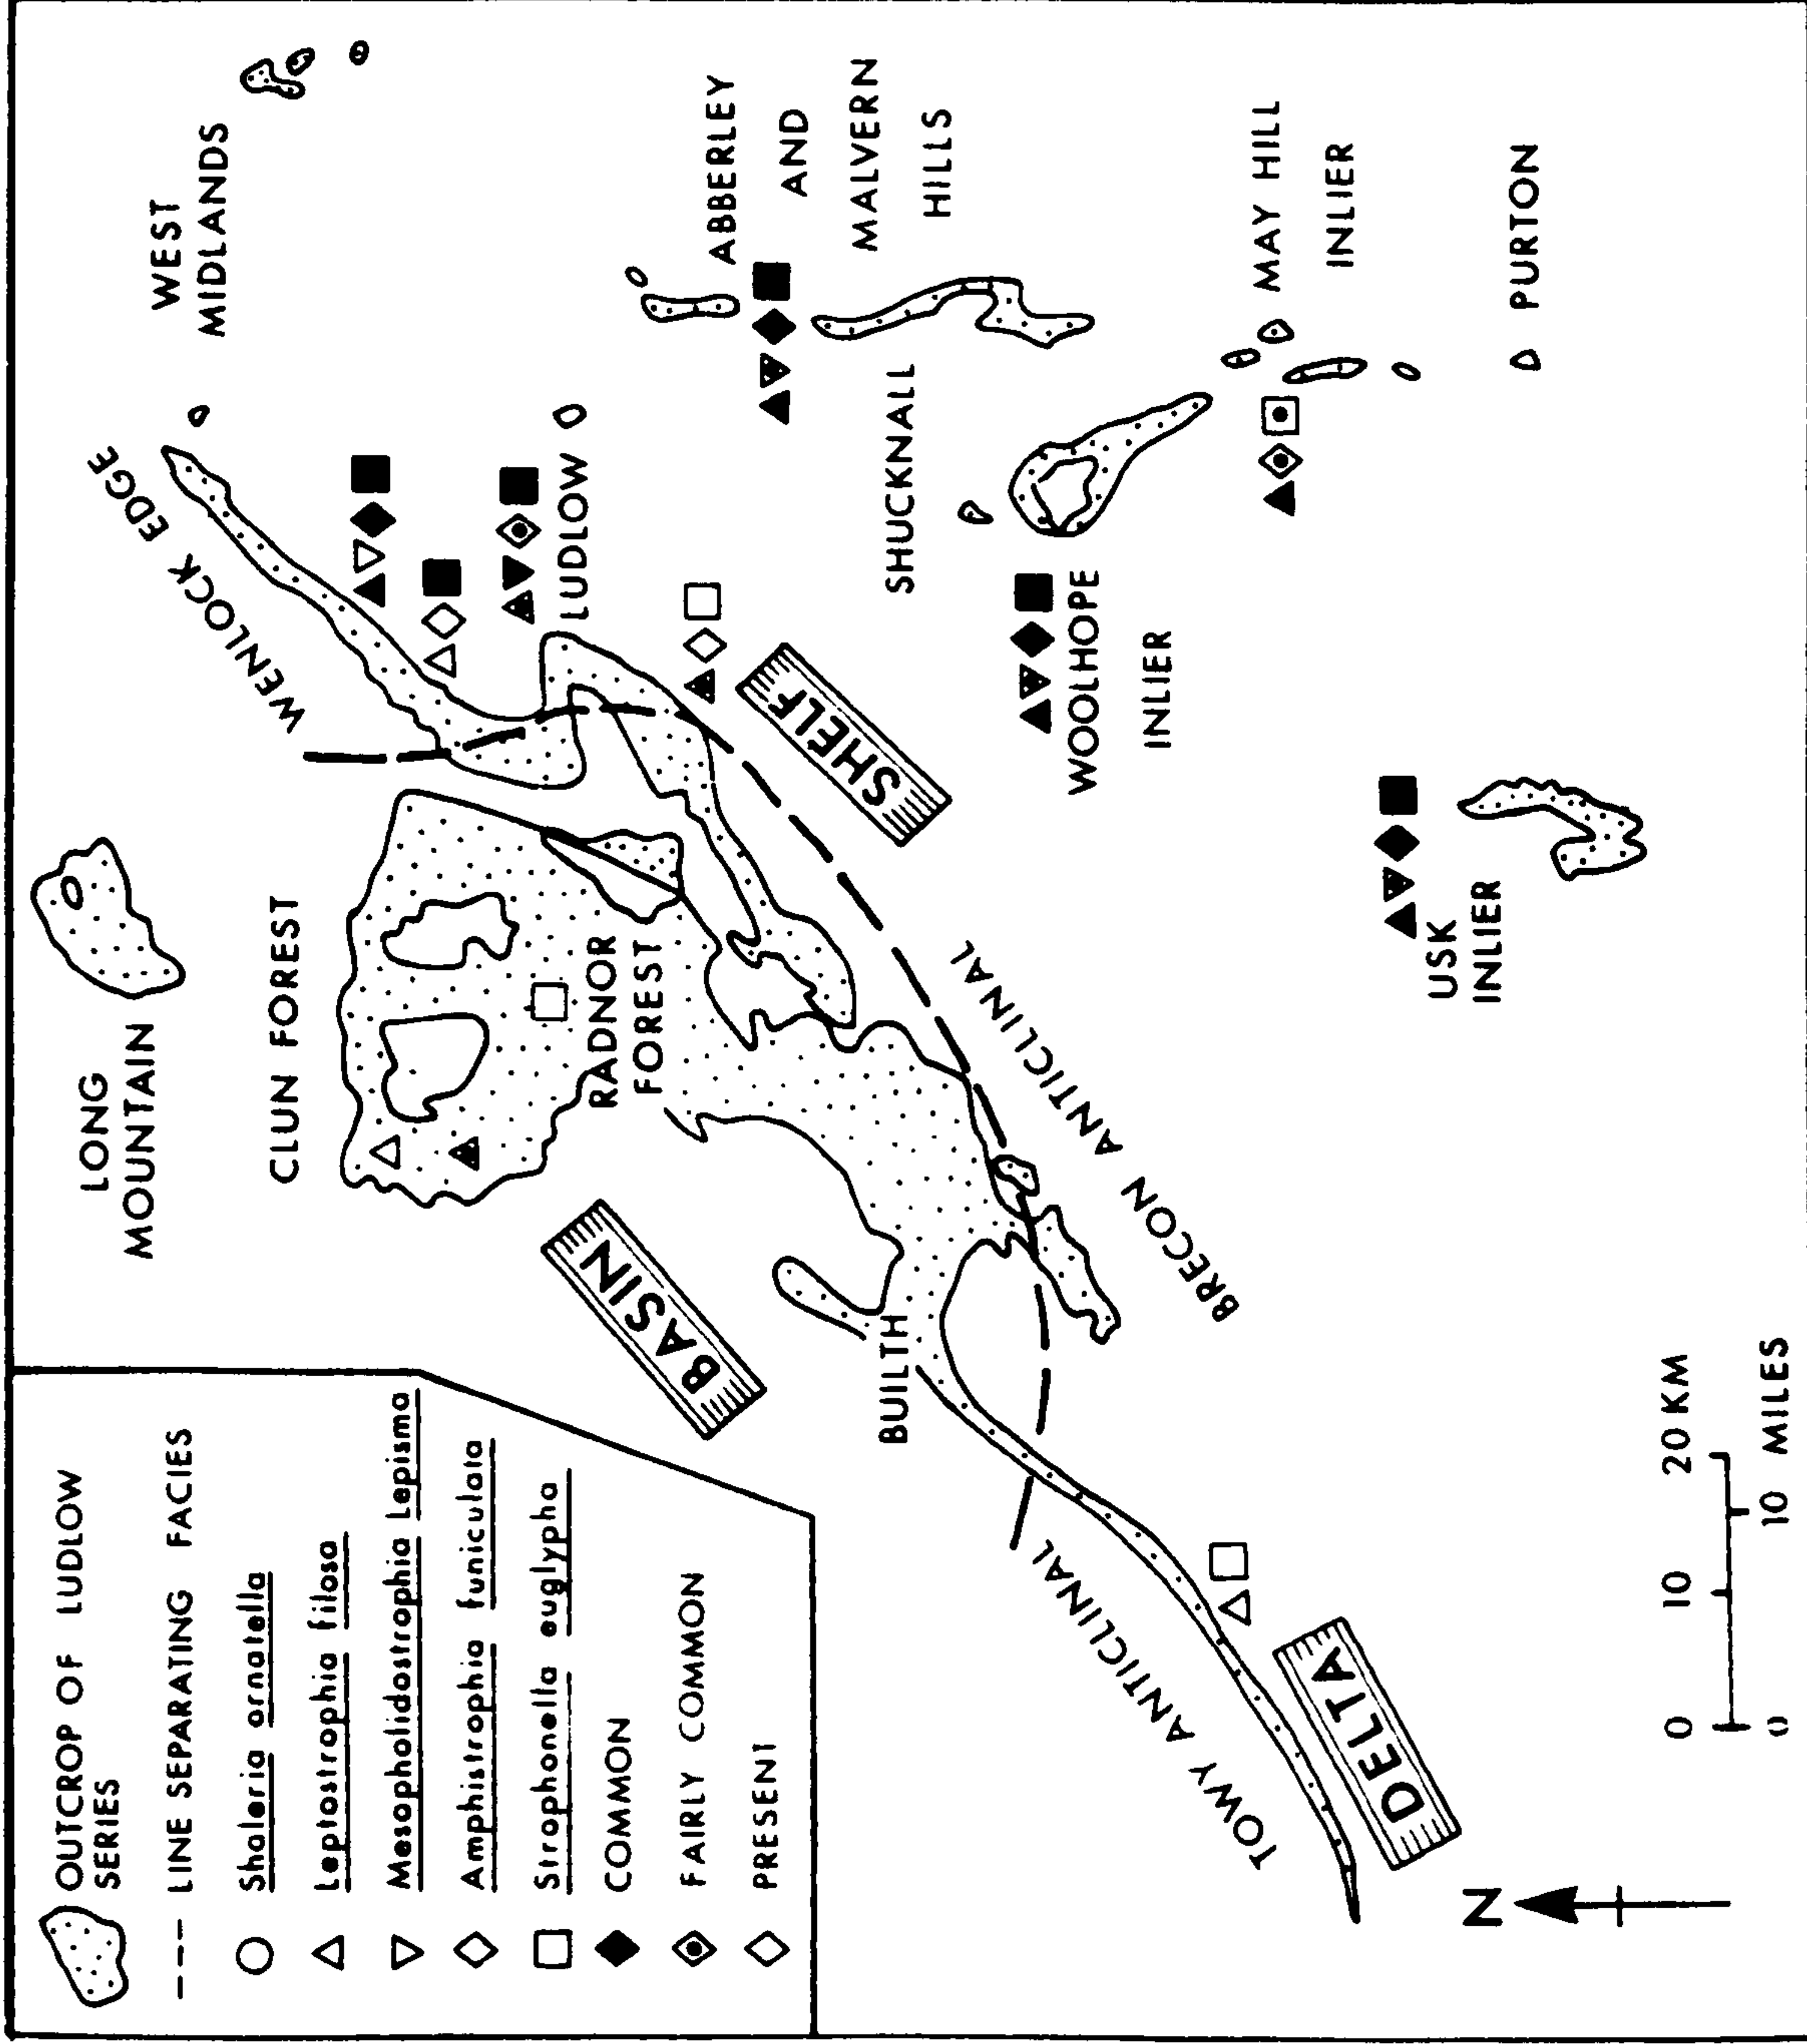 OUTCROP OF LUDLOW
SERIES
LINE SEPARATING FACIES
Shaleria ornatella
Leptostrophia filosa
Mesopholidostrophia Lepisma
Amphistrophia funiculata
Strophonella euglypha
COMMON
FAIRLY COMMON
PRESENT
LONG
MOUNTAIN
WEST
MIDLANDS
WENLOCK EDGE
CLUN FOREST
LUDLOW
RADNOR
FOREST
BASIN
SHELF
ABBERLEY
AND
MALVERN
HILLS
SHUCKNALL
BUILTH
WOOLHOPE
INLIER
BRECON ANTICLINAL
MAY HILL
INLIER
TOWY ANTICLINAL
USK
INLIER
PURTON
DELTA
N
0 10 20 KM
0 10 MILES